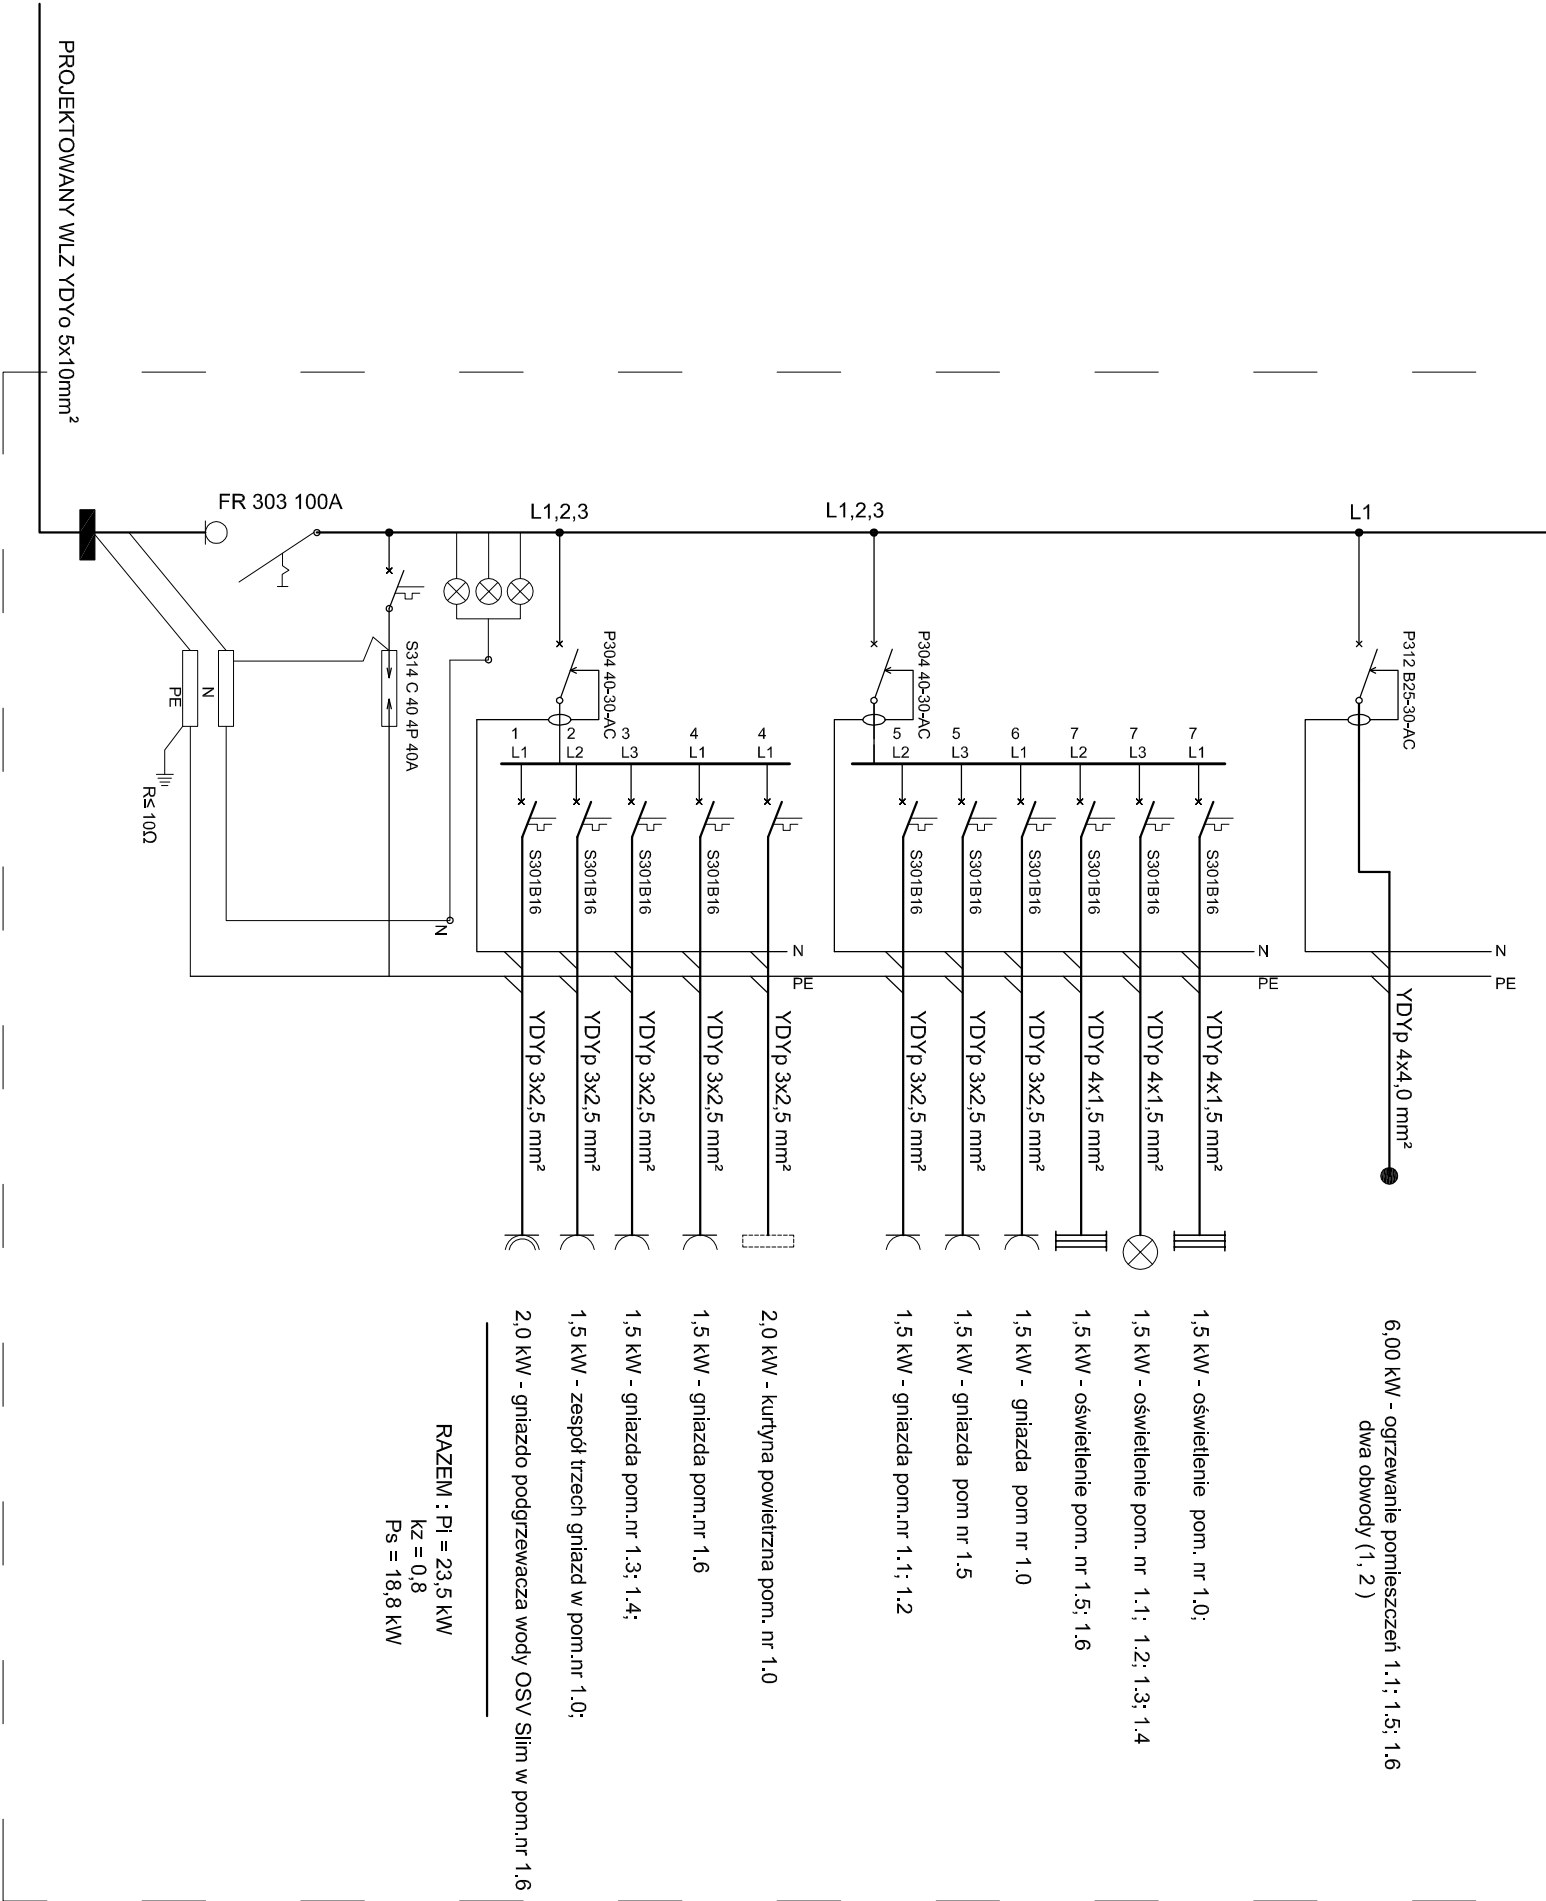 PROJEKTOWANY WLZ YDYo 5x10mm²
FR 303 100A
L1,2,3
L1,2,3
L1
S314 C 40 4P 40A
P304 40-30-AC
P304 40-30-AC
P312 B25-30-AC
N
PE
R≤10Ω
N
1
L1
2
L2
3
L3
4
L1
4
L1
5
L2
5
L3
6
L1
7
L2
7
L3
7
L1
S301B16
S301B16
S301B16
S301B16
S301B16
S301B16
S301B16
S301B16
S301B16
S301B16
N
PE
N
PE
N
PE
YDYp 3x2,5 mm²
YDYp 3x2,5 mm²
YDYp 3x2,5 mm²
YDYp 3x2,5 mm²
YDYp 3x2,5 mm²
YDYp 3x2,5 mm²
YDYp 3x2,5 mm²
YDYp 3x2,5 mm²
YDYp 4x1,5 mm²
YDYp 4x1,5 mm²
YDYp 4x1,5 mm²
YDYp 4x4,0 mm²
6,00 kW - ogrzewanie pomieszczeń 1.1; 1.5; 1.6
dwa obwody (1, 2 )
1,5 kW - oświetlenie pom. nr 1.0;
1,5 kW - oświetlenie pom. nr 1.1; 1.2; 1.3; 1.4
1,5 kW - oświetlenie pom. nr 1.5; 1.6
1,5 kW - gniazda pom nr 1.0
1,5 kW - gniazda pom nr 1.5
1,5 kW - gniazda pom.nr 1.1; 1.2
2,0 kW - kurtyna powietrzna pom. nr 1.0
1,5 kW - gniazda pom.nr 1.6
1,5 kW - gniazda pom.nr 1.3; 1.4;
1,5 kW - zespół trzech gniazd w pom.nr 1.0;
2,0 kW - gniazdo podgrzewacza wody OSV Slim w pom.nr 1.6
RAZEM : Pi = 23,5 kW
kz = 0,8
Ps = 18,8 kW